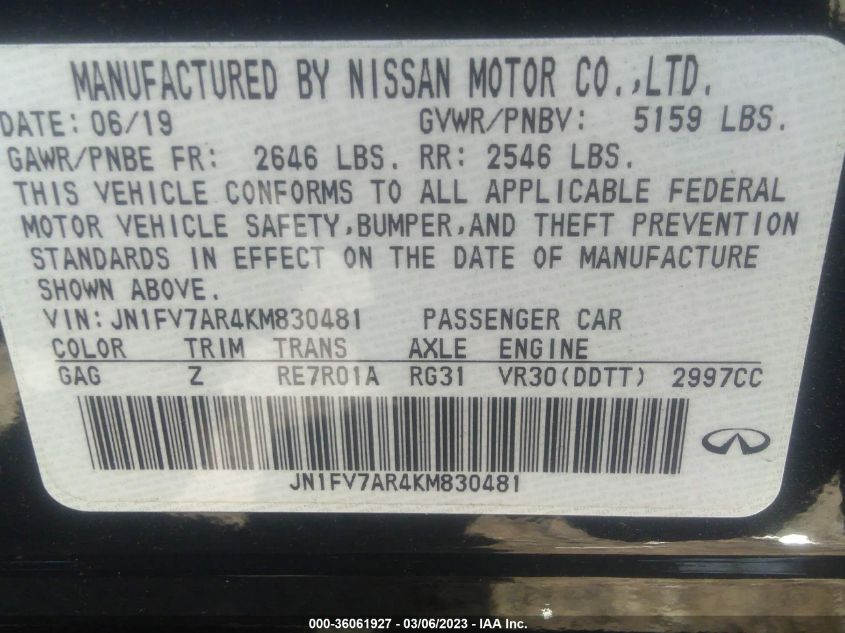 MANUFACTURED BY NISSAN MOTOR CO.,LTD.
DATE: 06/19 GVWR/PNBV: 5159 LBS.
GAWR/PNBE FR: 2646 LBS. RR: 2546 LBS.
THIS VEHICLE CONFORMS TO ALL APPLICABLE FEDERAL
MOTOR VEHICLE SAFETY,BUMPER,AND THEFT PREVENTION
STANDARDS IN EFFECT ON THE DATE OF MANUFACTURE
SHOWN ABOVE.
VIN:JN1FV7AR4KM830481 PASSENGER CAR
COLOR TRIM TRANS AXLE ENGINE
GAG Z RE7R01A RG31 VR30(DDTT) 2997CC
JN1FV7AR4KM830481
000-36061927 - 03/06/2023 - IAA Inc.